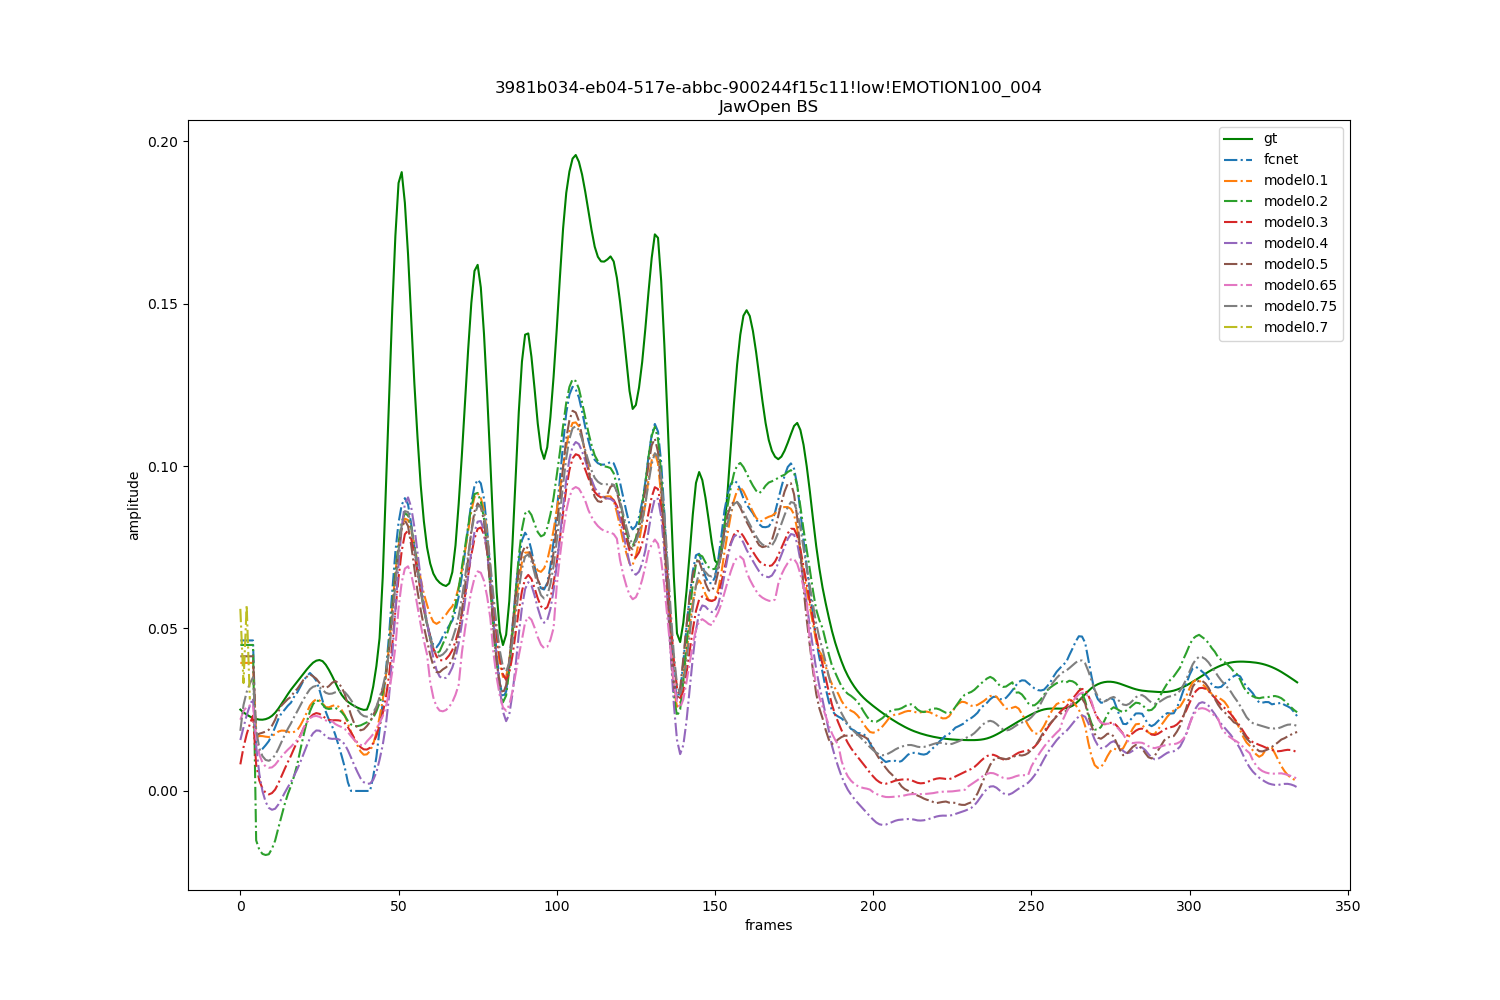 3981b034-eb04-517e-abbc-900244f15c11!low!EMOTION100_004
JawOpen BS
0.20
0.15
0.10
0.05
0.00
amplitude
0
50
100
150
200
250
300
350
frames
gt
fcnet
model0.1
model0.2
model0.3
model0.4
model0.5
model0.65
model0.75
model0.7